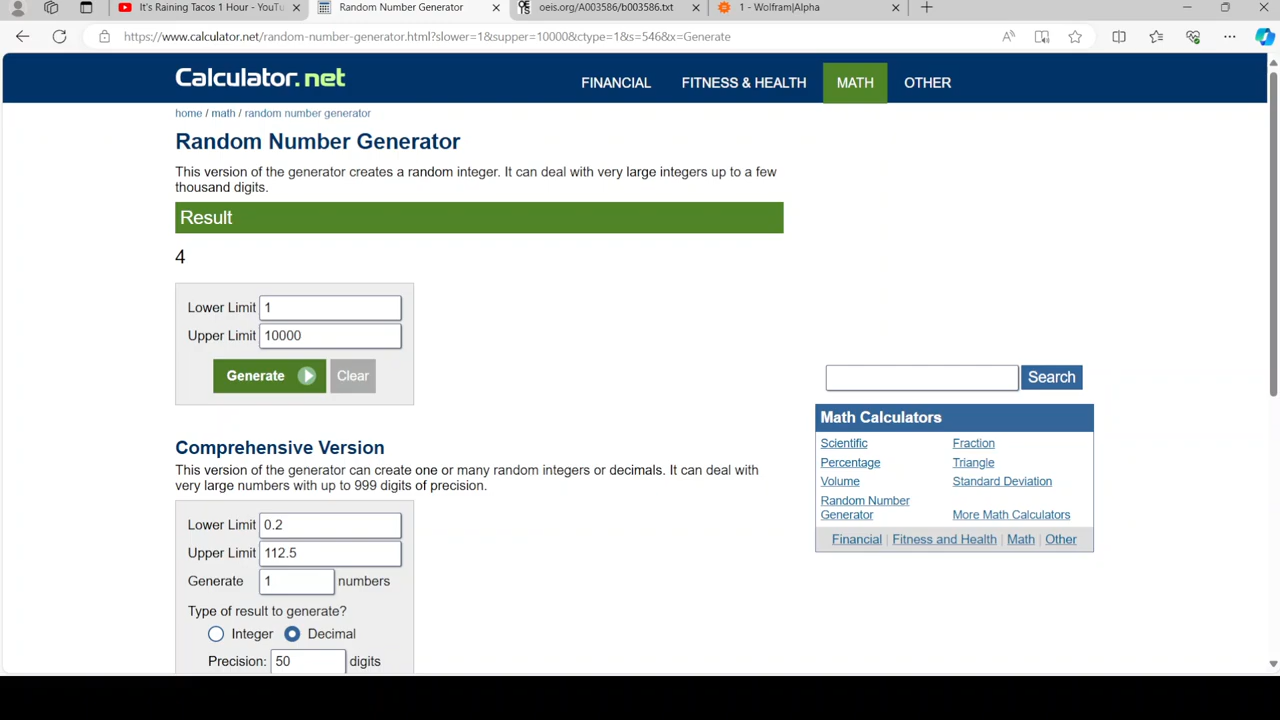 It's Raining Tacos 1 Hour - YouTu
Random Number Generator
oeis.org/A003586/b003586.txt
1 - Wolfram|Alpha
https://www.calculator.net/random-number-generator.html?slower=1&supper=10000&ctype=1&s=546&x=Generate
Calculator.net
FINANCIAL FITNESS & HEALTH MATH OTHER
home / math / random number generator
Random Number Generator
This version of the generator creates a random integer. It can deal with very large integers up to a few
thousand digits.
Result
4
Lower Limit 1
Upper Limit 10000
Generate Clear
Search
Math Calculators
Scientific Fraction
Percentage Triangle
Volume Standard Deviation
Random Number
Generator More Math Calculators
Financial | Fitness and Health | Math | Other
Comprehensive Version
This version of the generator can create one or many random integers or decimals. It can deal with
very large numbers with up to 999 digits of precision.
Lower Limit 0.2
Upper Limit 112.5
Generate 1 numbers
Type of result to generate?
Integer Decimal
Precision: 50 digits